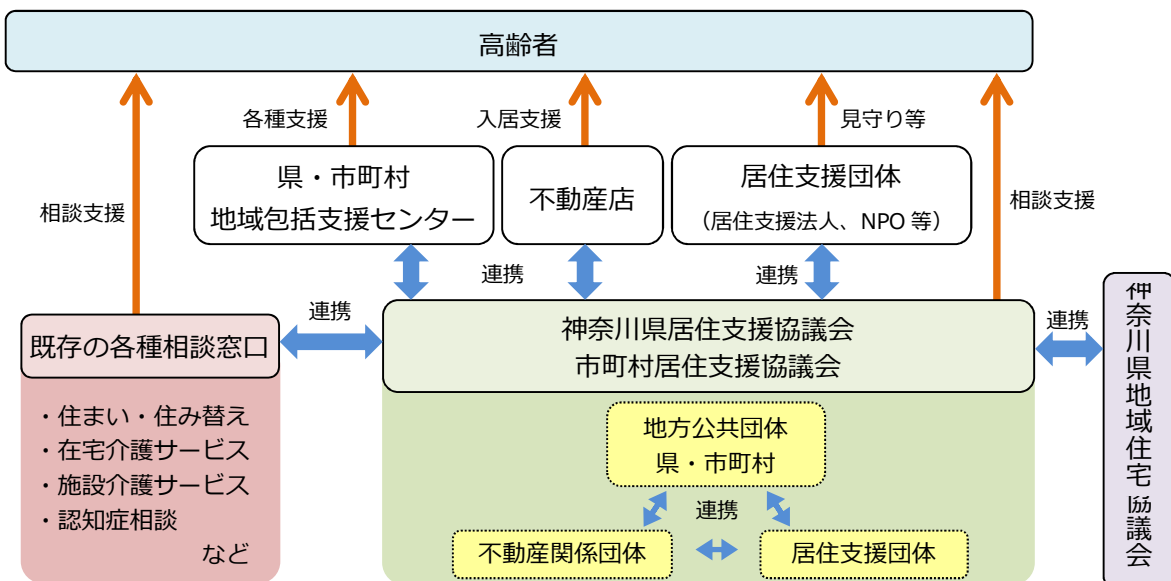 高齢者
各種支援
入居支援
見守り等
相談支援
県・市町村
地域包括支援センター
不動産店
居住支援団体
（居住支援法人、NPO 等）
相談支援
連携
連携
連携
既存の各種相談窓口
連携
神奈川県居住支援協議会
市町村居住支援協議会
連携
神奈川県地域住宅協議会
・住まい・住み替え
・在宅介護サービス
・施設介護サービス
・認知症相談
など
地方公共団体
県・市町村
連携
不動産関係団体
居住支援団体